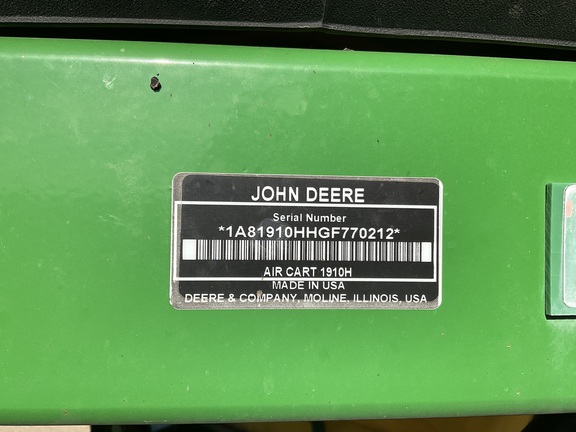 JOHN DEERE
Serial Number
*1A81910HHGF770212*
AIR CART 1910H
MADE IN USA
DEERE & COMPANY, MOLINE, ILLINOIS, USA